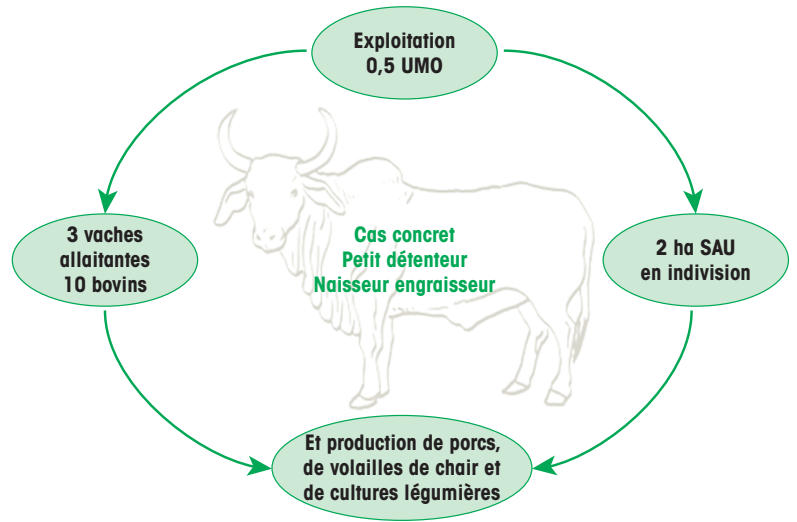 Exploitation
0,5 UMO
3 vaches
allaitantes
10 bovins
Cas concret
Petit détenteur
Naisseur engraisseur
2 ha SAU
en indivision
Et production de porcs,
de volailles de chair et
de cultures légumières